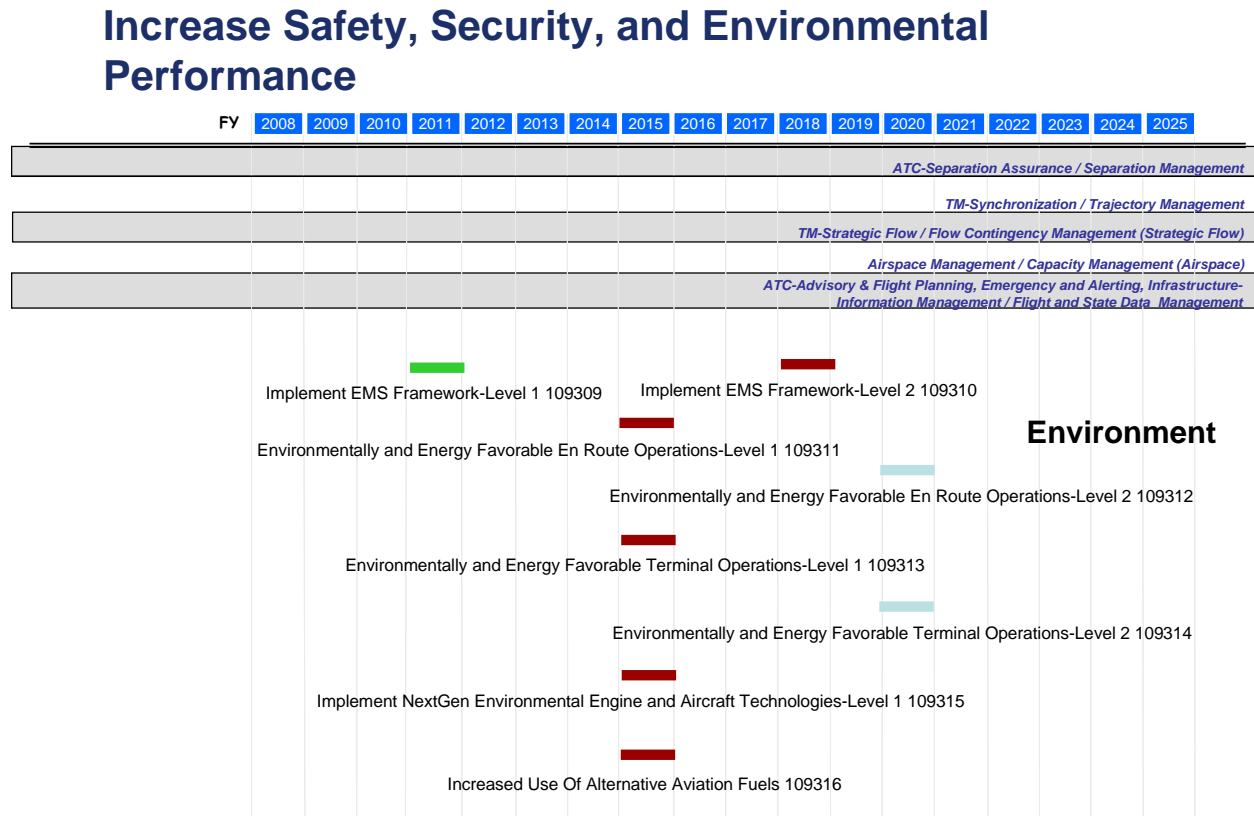 Increase Safety, Security, and Environmental
Performance
FY 2008 2009 2010 2011 2012 2013 2014 2015 2016 2017 2018 2019 2020 2021 2022 2023 2024 2025
ATC-Separation Assurance / Separation Management
TM-Synchronization / Trajectory Management
TM-Strategic Flow / Flow Contingency Management (Strategic Flow)
Airspace Management / Capacity Management (Airspace)
ATC-Advisory & Flight Planning, Emergency and Alerting, Infrastructure-
Information Management / Flight and State Data Management
Implement EMS Framework-Level 1 109309
Implement EMS Framework-Level 2 109310
Environment
Environmentally and Energy Favorable En Route Operations-Level 1 109311
Environmentally and Energy Favorable En Route Operations-Level 2 109312
Environmentally and Energy Favorable Terminal Operations-Level 1 109313
Environmentally and Energy Favorable Terminal Operations-Level 2 109314
Implement NextGen Environmental Engine and Aircraft Technologies-Level 1 109315
Increased Use Of Alternative Aviation Fuels 109316